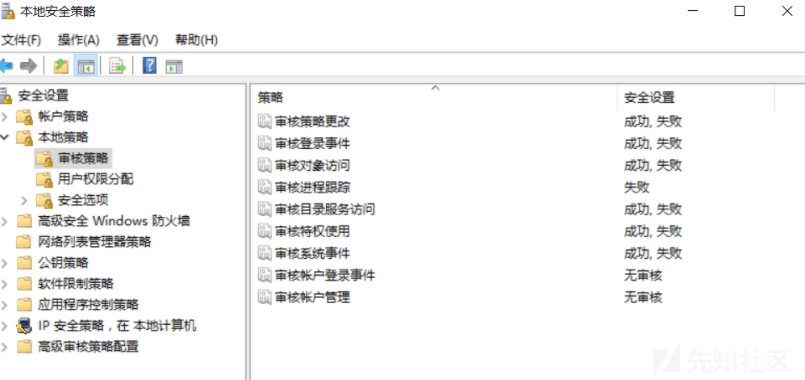 本地安全策略
文件(F) 操作(A) 查看(V) 帮助(H)
安全设置
帐户策略
本地策略
审核策略
用户权限分配
安全选项
高级安全 Windows 防火墙
网络列表管理器策略
公钥策略
软件限制策略
应用程序控制策略
IP 安全策略，在 本地计算机
高级审核策略配置
策略 安全设置
审核策略更改 成功, 失败
审核登录事件 成功, 失败
审核对象访问 成功, 失败
审核进程跟踪 失败
审核目录服务访问 成功, 失败
审核特权使用 成功, 失败
审核系统事件 成功, 失败
审核帐户登录事件 无审核
审核帐户管理 无审核
先知社区